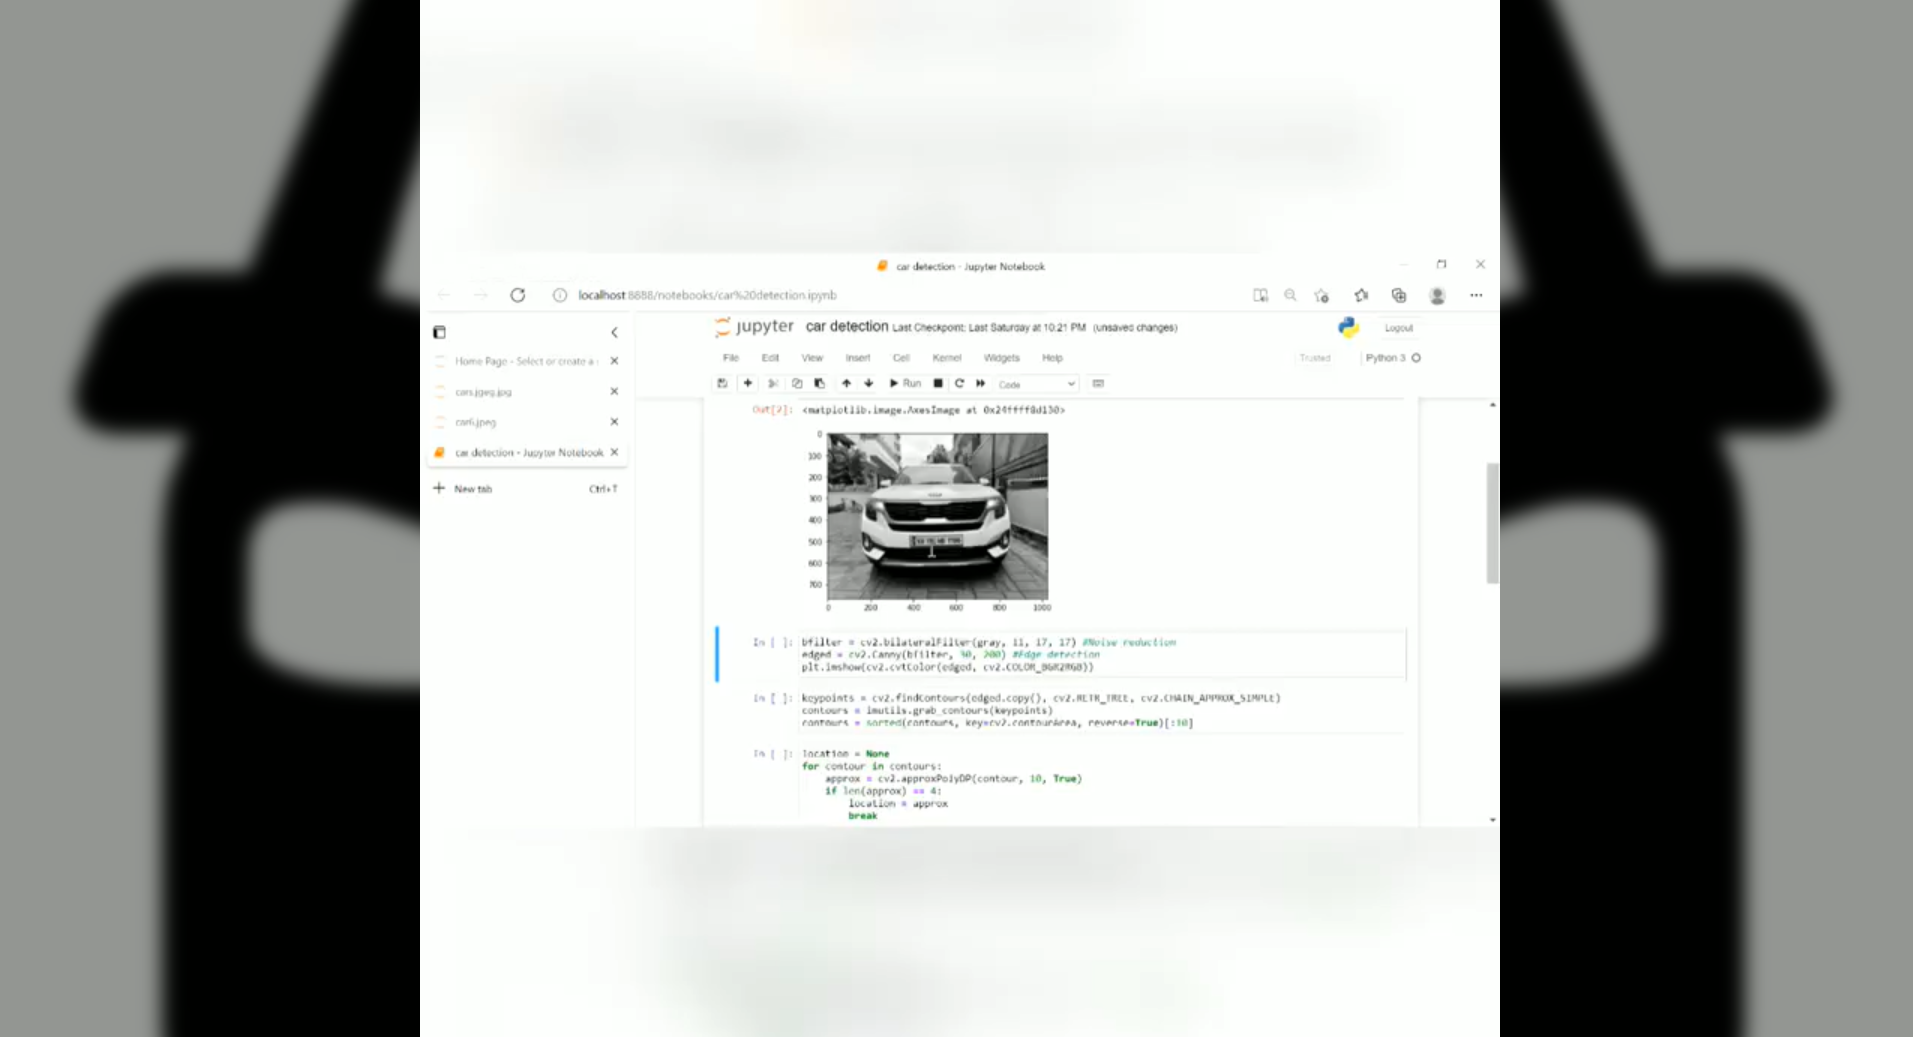 car detection - Jupyter Notebook
localhost:8888/notebooks/car%20detection.ipynb
Home Page - Select or create a
cars.jgeg.jpg
car6.jpeg
car detection - Jupyter Notebook
New tab Ctrl+T
jupyter car detection Last Checkpoint: Last Saturday at 10:21 PM (unsaved changes)
Logout
File Edit View Insert Cell Kernel Widgets Help
Trusted Python 3
Run Code
Out[2]: <matplotlib.image.AxesImage at 0x24ffff8d130>
0
100
200
300
400
500
600
700
0 200 400 600 800 1000
In [ ]: bfilter = cv2.bilateralFilter(gray, 11, 17, 17) #Noise reduction
edged = cv2.Canny(bfilter, 30, 200) #Edge detection
plt.imshow(cv2.cvtColor(edged, cv2.COLOR_BGR2RGB))
In [ ]: keypoints = cv2.findContours(edged.copy(), cv2.RETR_TREE, cv2.CHAIN_APPROX_SIMPLE)
contours = imutils.grab_contours(keypoints)
contours = sorted(contours, key=cv2.contourArea, reverse=True)[:10]
In [ ]: location = None
for contour in contours:
approx = cv2.approxPolyDP(contour, 10, True)
if len(approx) == 4:
location = approx
break